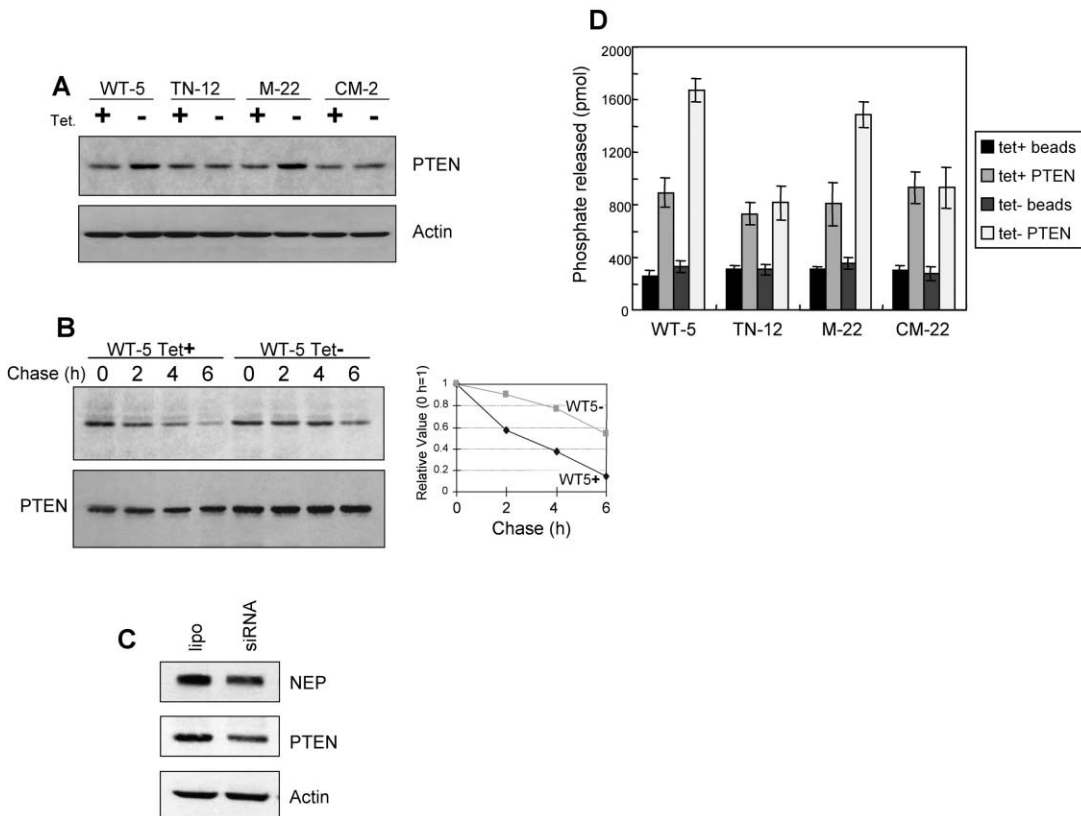 A
WT-5 TN-12 M-22 CM-2
Tet. + - + - + - + -
PTEN
Actin
B
WT-5 Tet+ WT-5 Tet-
Chase (h) 0 2 4 6 0 2 4 6
PTEN
Relative Value (0 h=1)
1
0.8
0.6
0.4
0.2
0
WT5-
WT5+
0 2 4 6
Chase (h)
C
lipo siRNA
NEP
PTEN
Actin
D
Phosphate released (pmol)
2000
1600
1200
800
400
0
WT-5 TN-12 M-22 CM-22
tet+ beads
tet+ PTEN
tet- beads
tet- PTEN